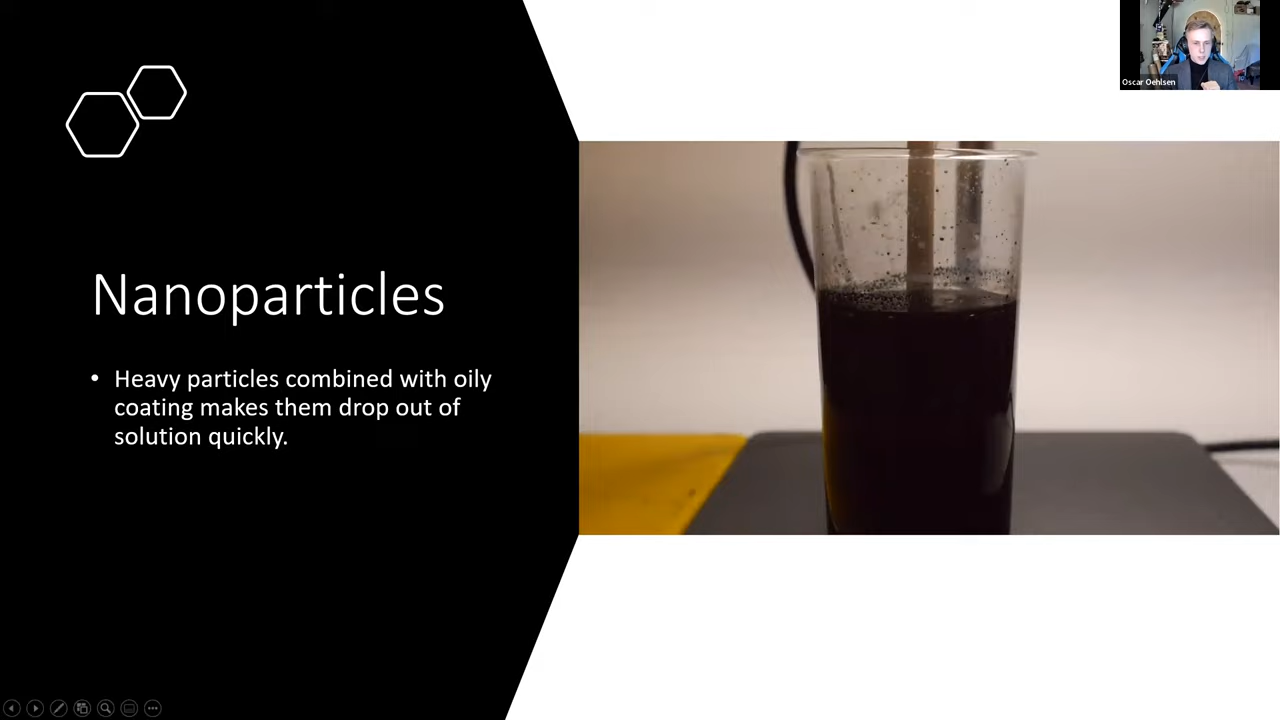 Oscar Oehlsen
Nanoparticles
• Heavy particles combined with oily
coating makes them drop out of
solution quickly.